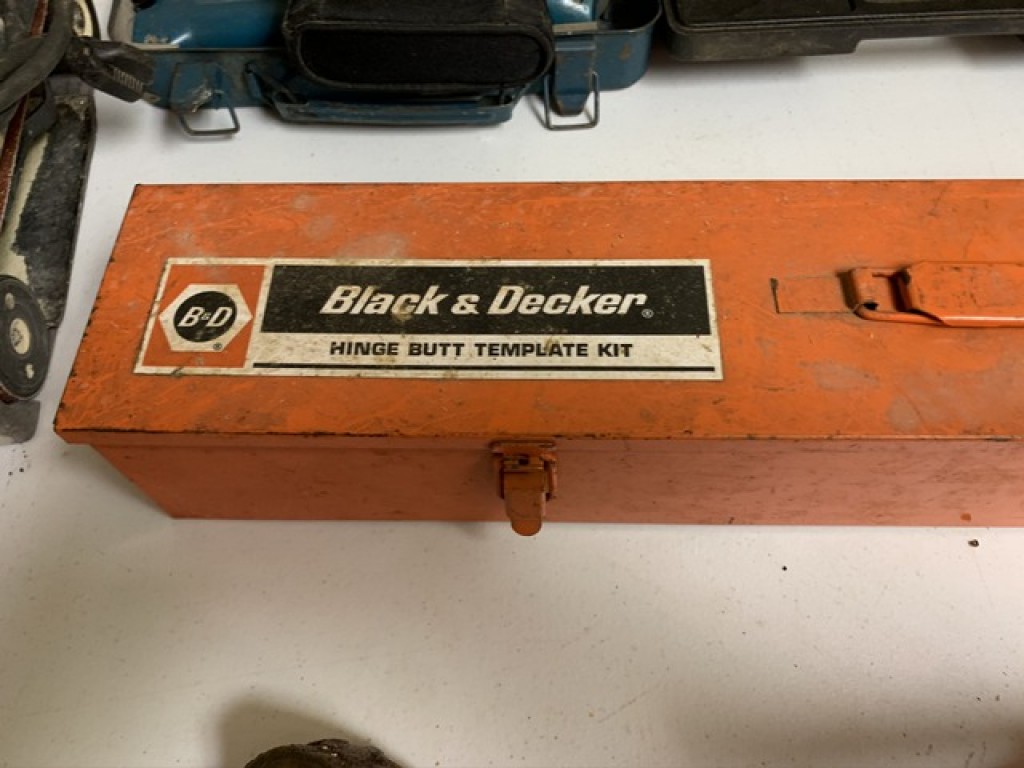 B&D ®
Black & Decker ®
HINGE BUTT TEMPLATE KIT